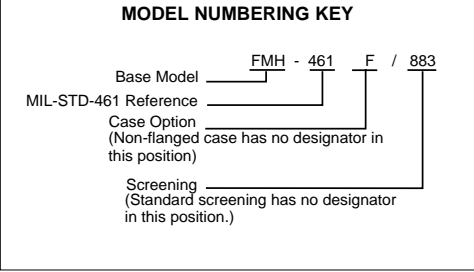 MODEL NUMBERING KEY
FMH - 461 F / 883
Base Model
MIL-STD-461 Reference
Case Option
(Non-flanged case has no designator in
this position)
Screening
(Standard screening has no designator
in this position.)